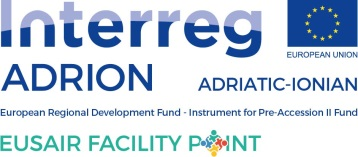 Interreg
EUROPEAN UNION
ADRION ADRIATIC-IONIAN
European Regional Development Fund - Instrument for Pre-Accession II Fund
EUSAIR FACILITY POINT